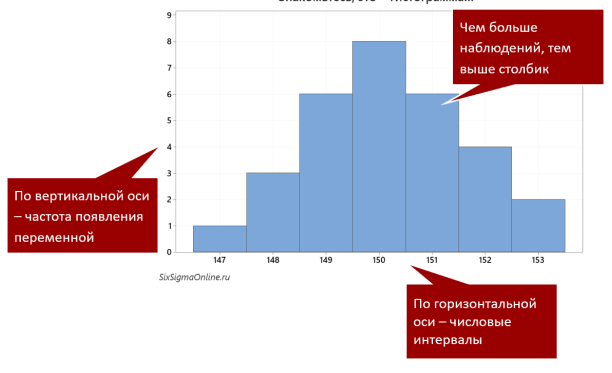 Чем больше
наблюдений, тем
выше столбик
9
8
7
6
5
4
3
2
1
0
По вертикальной оси
– частота появления
переменной
147 148 149 150 151 152 153
SixSigmaOnline.ru
По горизонтальной
оси – числовые
интервалы